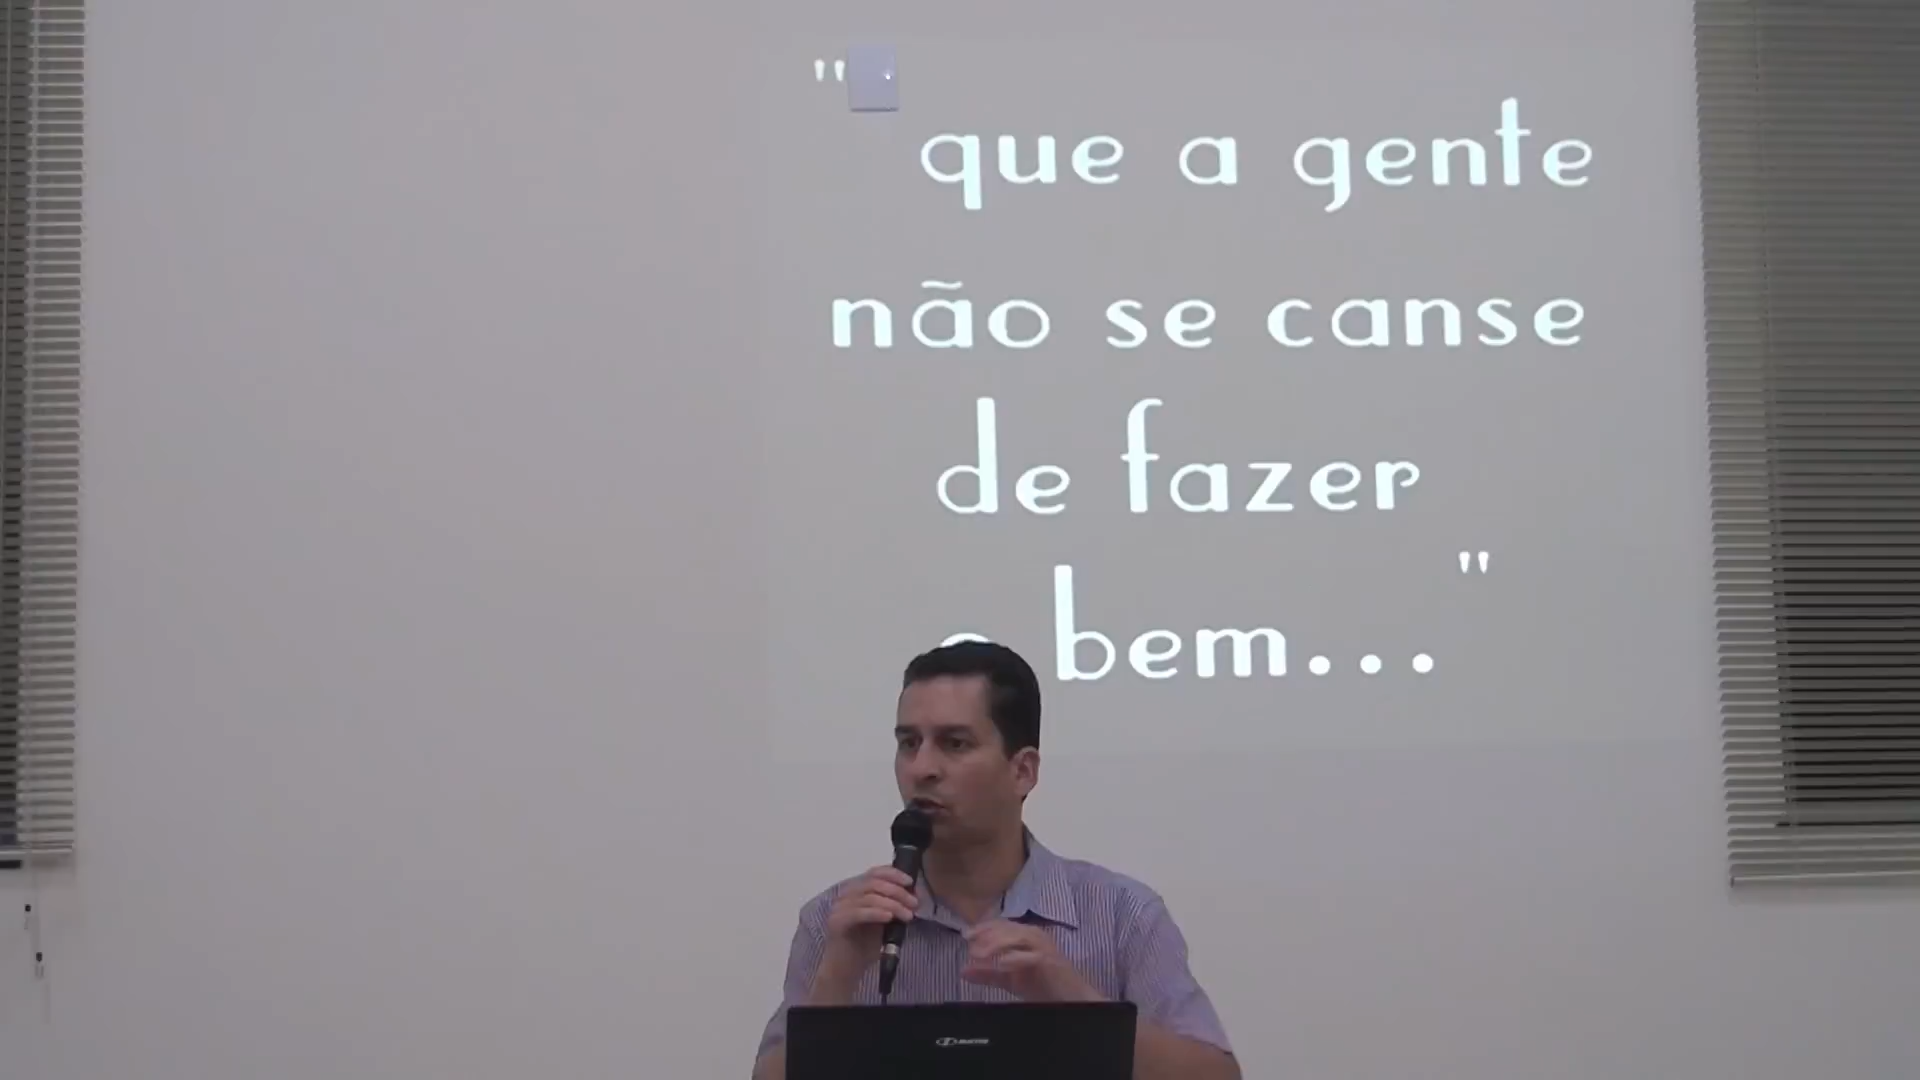 "
que a gente
não se canse
de fazer
bem..."